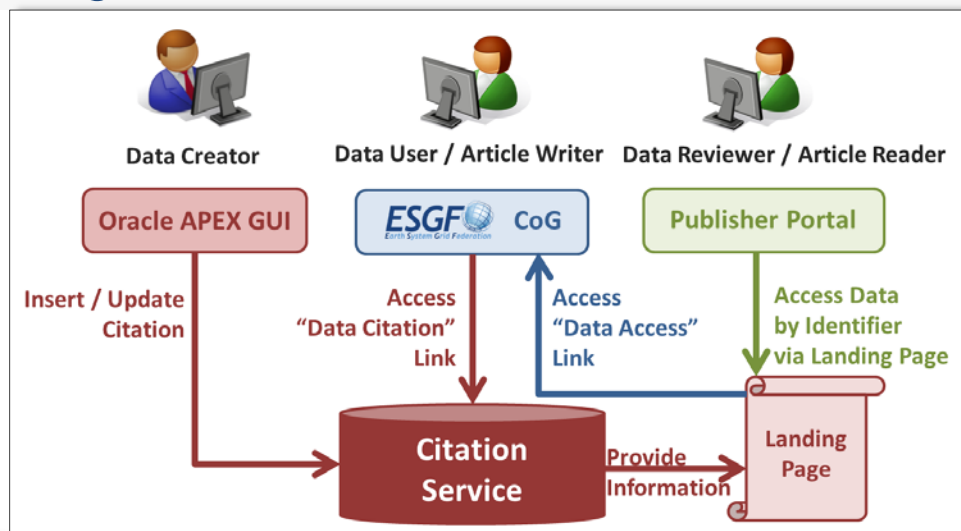 Data Creator
Data User / Article Writer
Data Reviewer / Article Reader
Oracle APEX GUI
ESGF
Earth System Grid Federation
CoG
Publisher Portal
Insert / Update
Citation
Access
“Data Citation”
Link
Access
“Data Access”
Link
Access Data
by Identifier
via Landing Page
Citation
Service
Provide
Information
Landing
Page